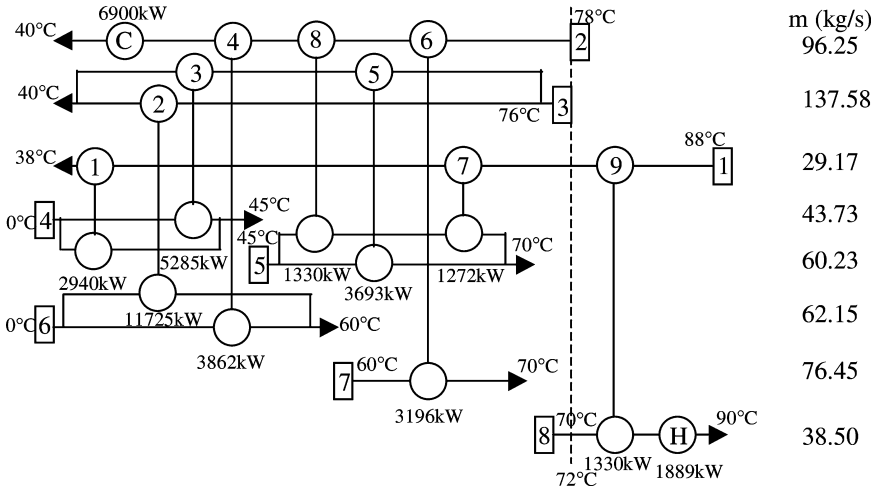 6900kW
m (kg/s)
40°C C 4 8 6 78°C 2 96.25
3 5
40°C 2 76°C 3 137.58
38°C 1 7 9 88°C 1 29.17
0°C 4 45°C 43.73
5285kW 45°C 5 70°C 60.23
2940kW 1330kW 3693kW 1272kW
11725kW
0°C 6 60°C 62.15
3862kW
7 60°C 70°C 76.45
3196kW
8 70°C H 90°C 38.50
1330kW 1889kW
72°C